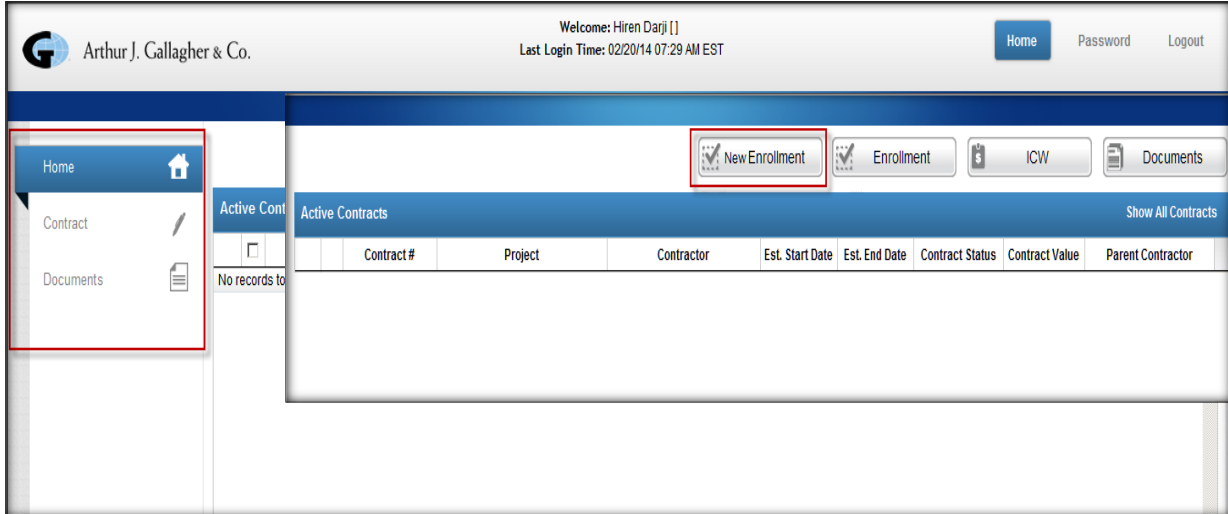 Arthur J. Gallagher & Co.
Welcome: Hiren Darji [ ]
Last Login Time: 02/20/14 07:29 AM EST
Home Password Logout
Home
Contract
Documents
Active Cont
No records to
New Enrollment Enrollment ICW Documents
Active Contracts Show All Contracts
Contract # Project Contractor Est. Start Date Est. End Date Contract Status Contract Value Parent Contractor